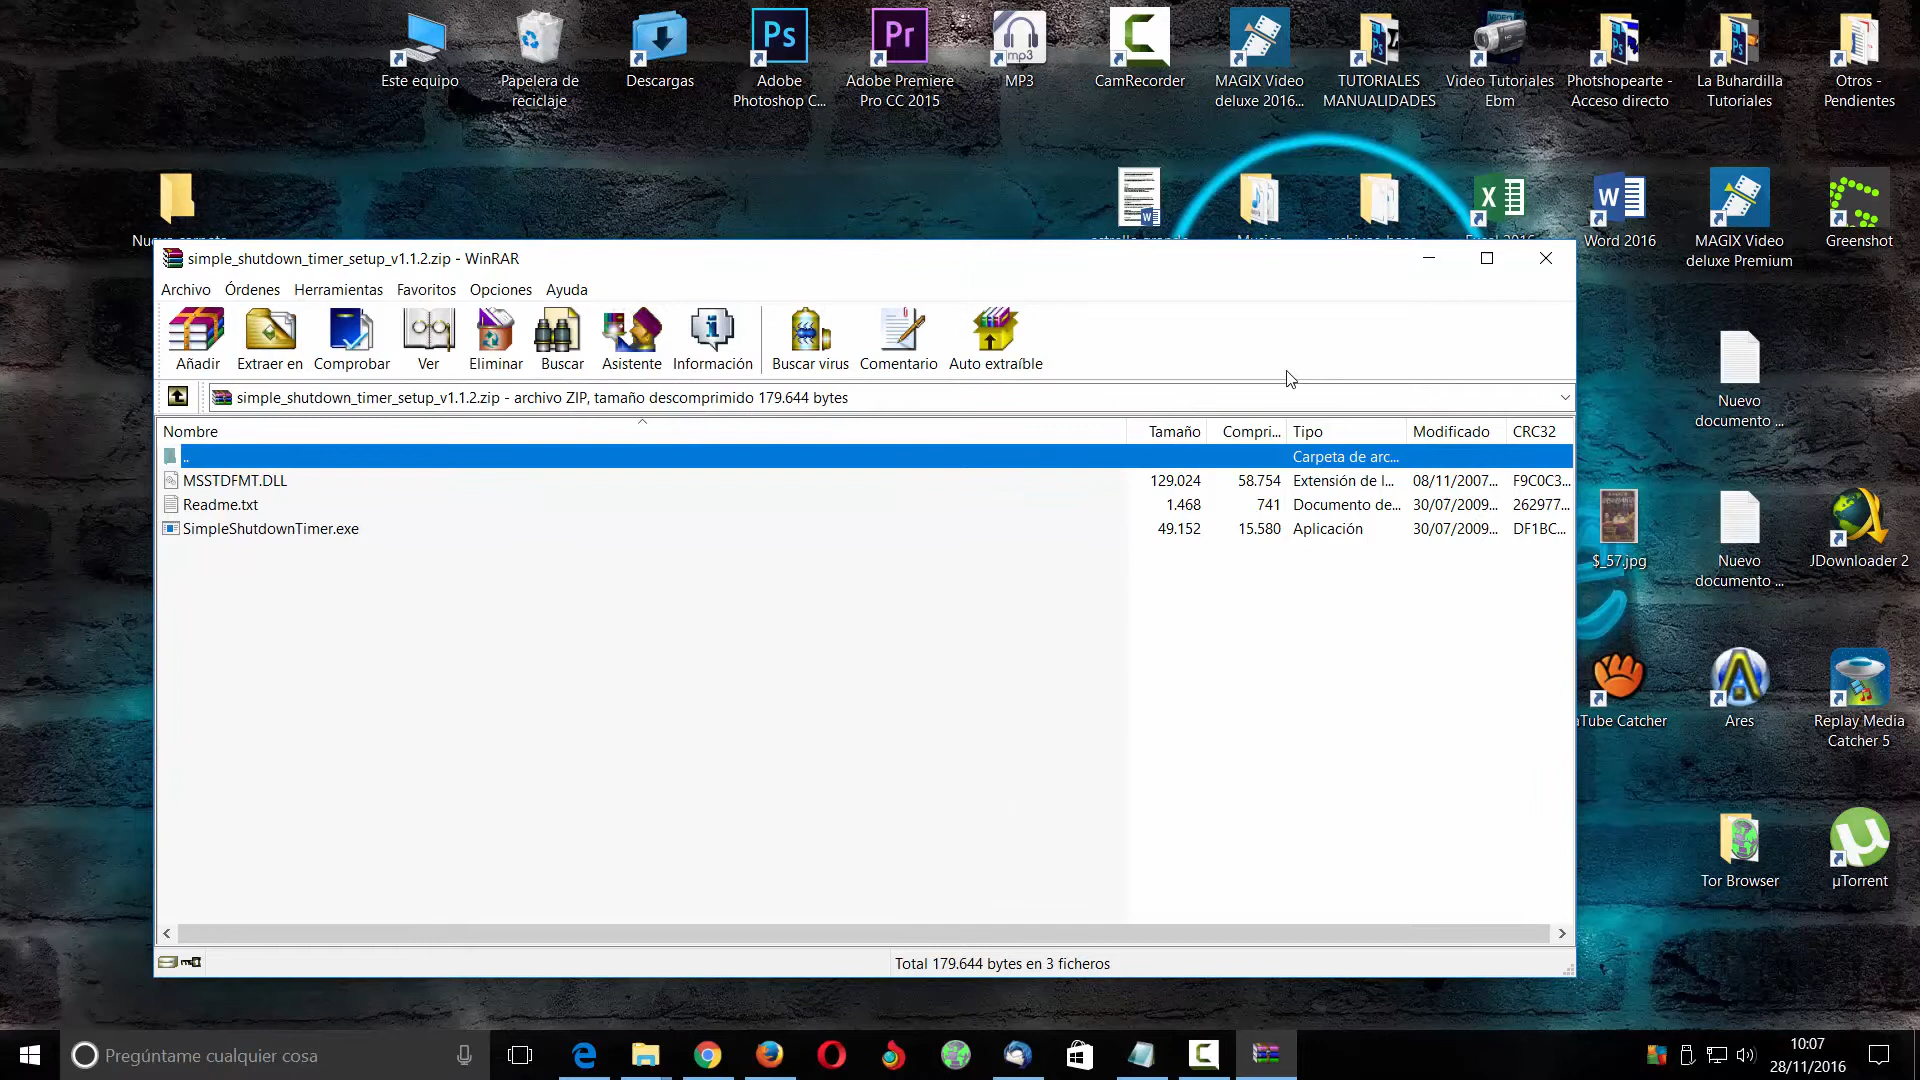 Este equipo
Papelera de
reciclaje
Descargas
Ps
Adobe
Photoshop C...
Pr
Adobe Premiere
Pro CC 2015
mp3
MP3
CamRecorder
MAGIX Video
deluxe 2016...
TUTORIALES
MANUALIDADES
Video Tutoriales
Ebm
Photshopearte -
Acceso directo
La Buhardilla
Tutoriales
Otros -
Pendientes
Word 2016
MAGIX Video
deluxe Premium
Greenshot
simple_shutdown_timer_setup_v1.1.2.zip - WinRAR
Archivo Órdenes Herramientas Favoritos Opciones Ayuda
Añadir Extraer en Comprobar Ver Eliminar Buscar Asistente Información Buscar virus Comentario Auto extraíble
simple_shutdown_timer_setup_v1.1.2.zip - archivo ZIP, tamaño descomprimido 179.644 bytes
Nombre Tamaño Compri... Tipo Modificado CRC32
.. Carpeta de arc...
MSSTDFMT.DLL 129.024 58.754 Extensión de l... 08/11/2007... F9C0C3...
Readme.txt 1.468 741 Documento de... 30/07/2009... 262977...
SimpleShutdownTimer.exe 49.152 15.580 Aplicación 30/07/2009... DF1BC...
Total 179.644 bytes en 3 ficheros
Nuevo
documento ...
$_57.jpg
Nuevo
documento ...
JDownloader 2
aTube Catcher
Ares
Replay Media
Catcher 5
Tor Browser
µTorrent
Pregúntame cualquier cosa
10:07
28/11/2016